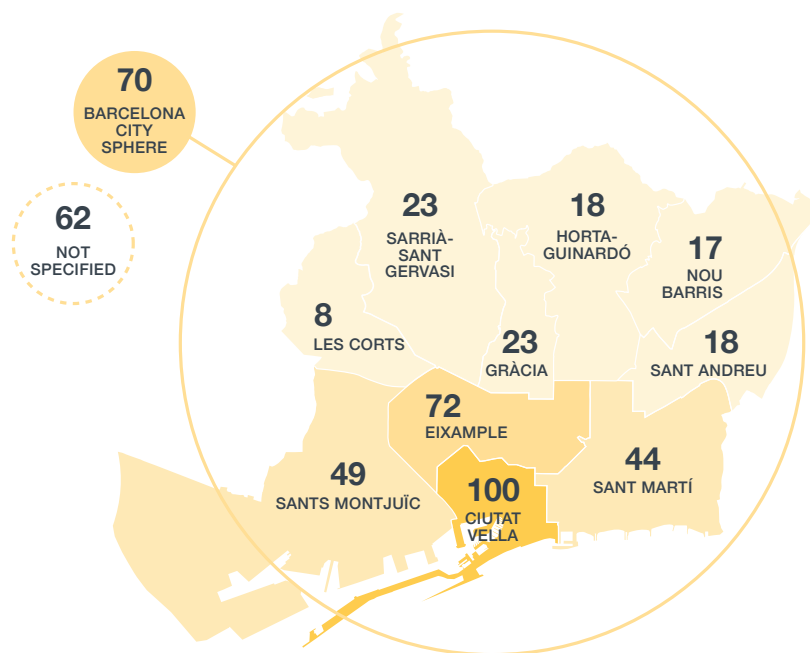 70
BARCELONA
CITY
SPHERE
62
NOT
SPECIFIED
23
SARRIÀ-
SANT
GERVASI
18
HORTA-
GUINARDÓ
17
NOU
BARRIS
8
LES CORTS
23
GRÀCIA
18
SANT ANDREU
72
EIXAMPLE
49
SANTS MONTJUÏC
100
CIUTAT
VELLA
44
SANT MARTÍ